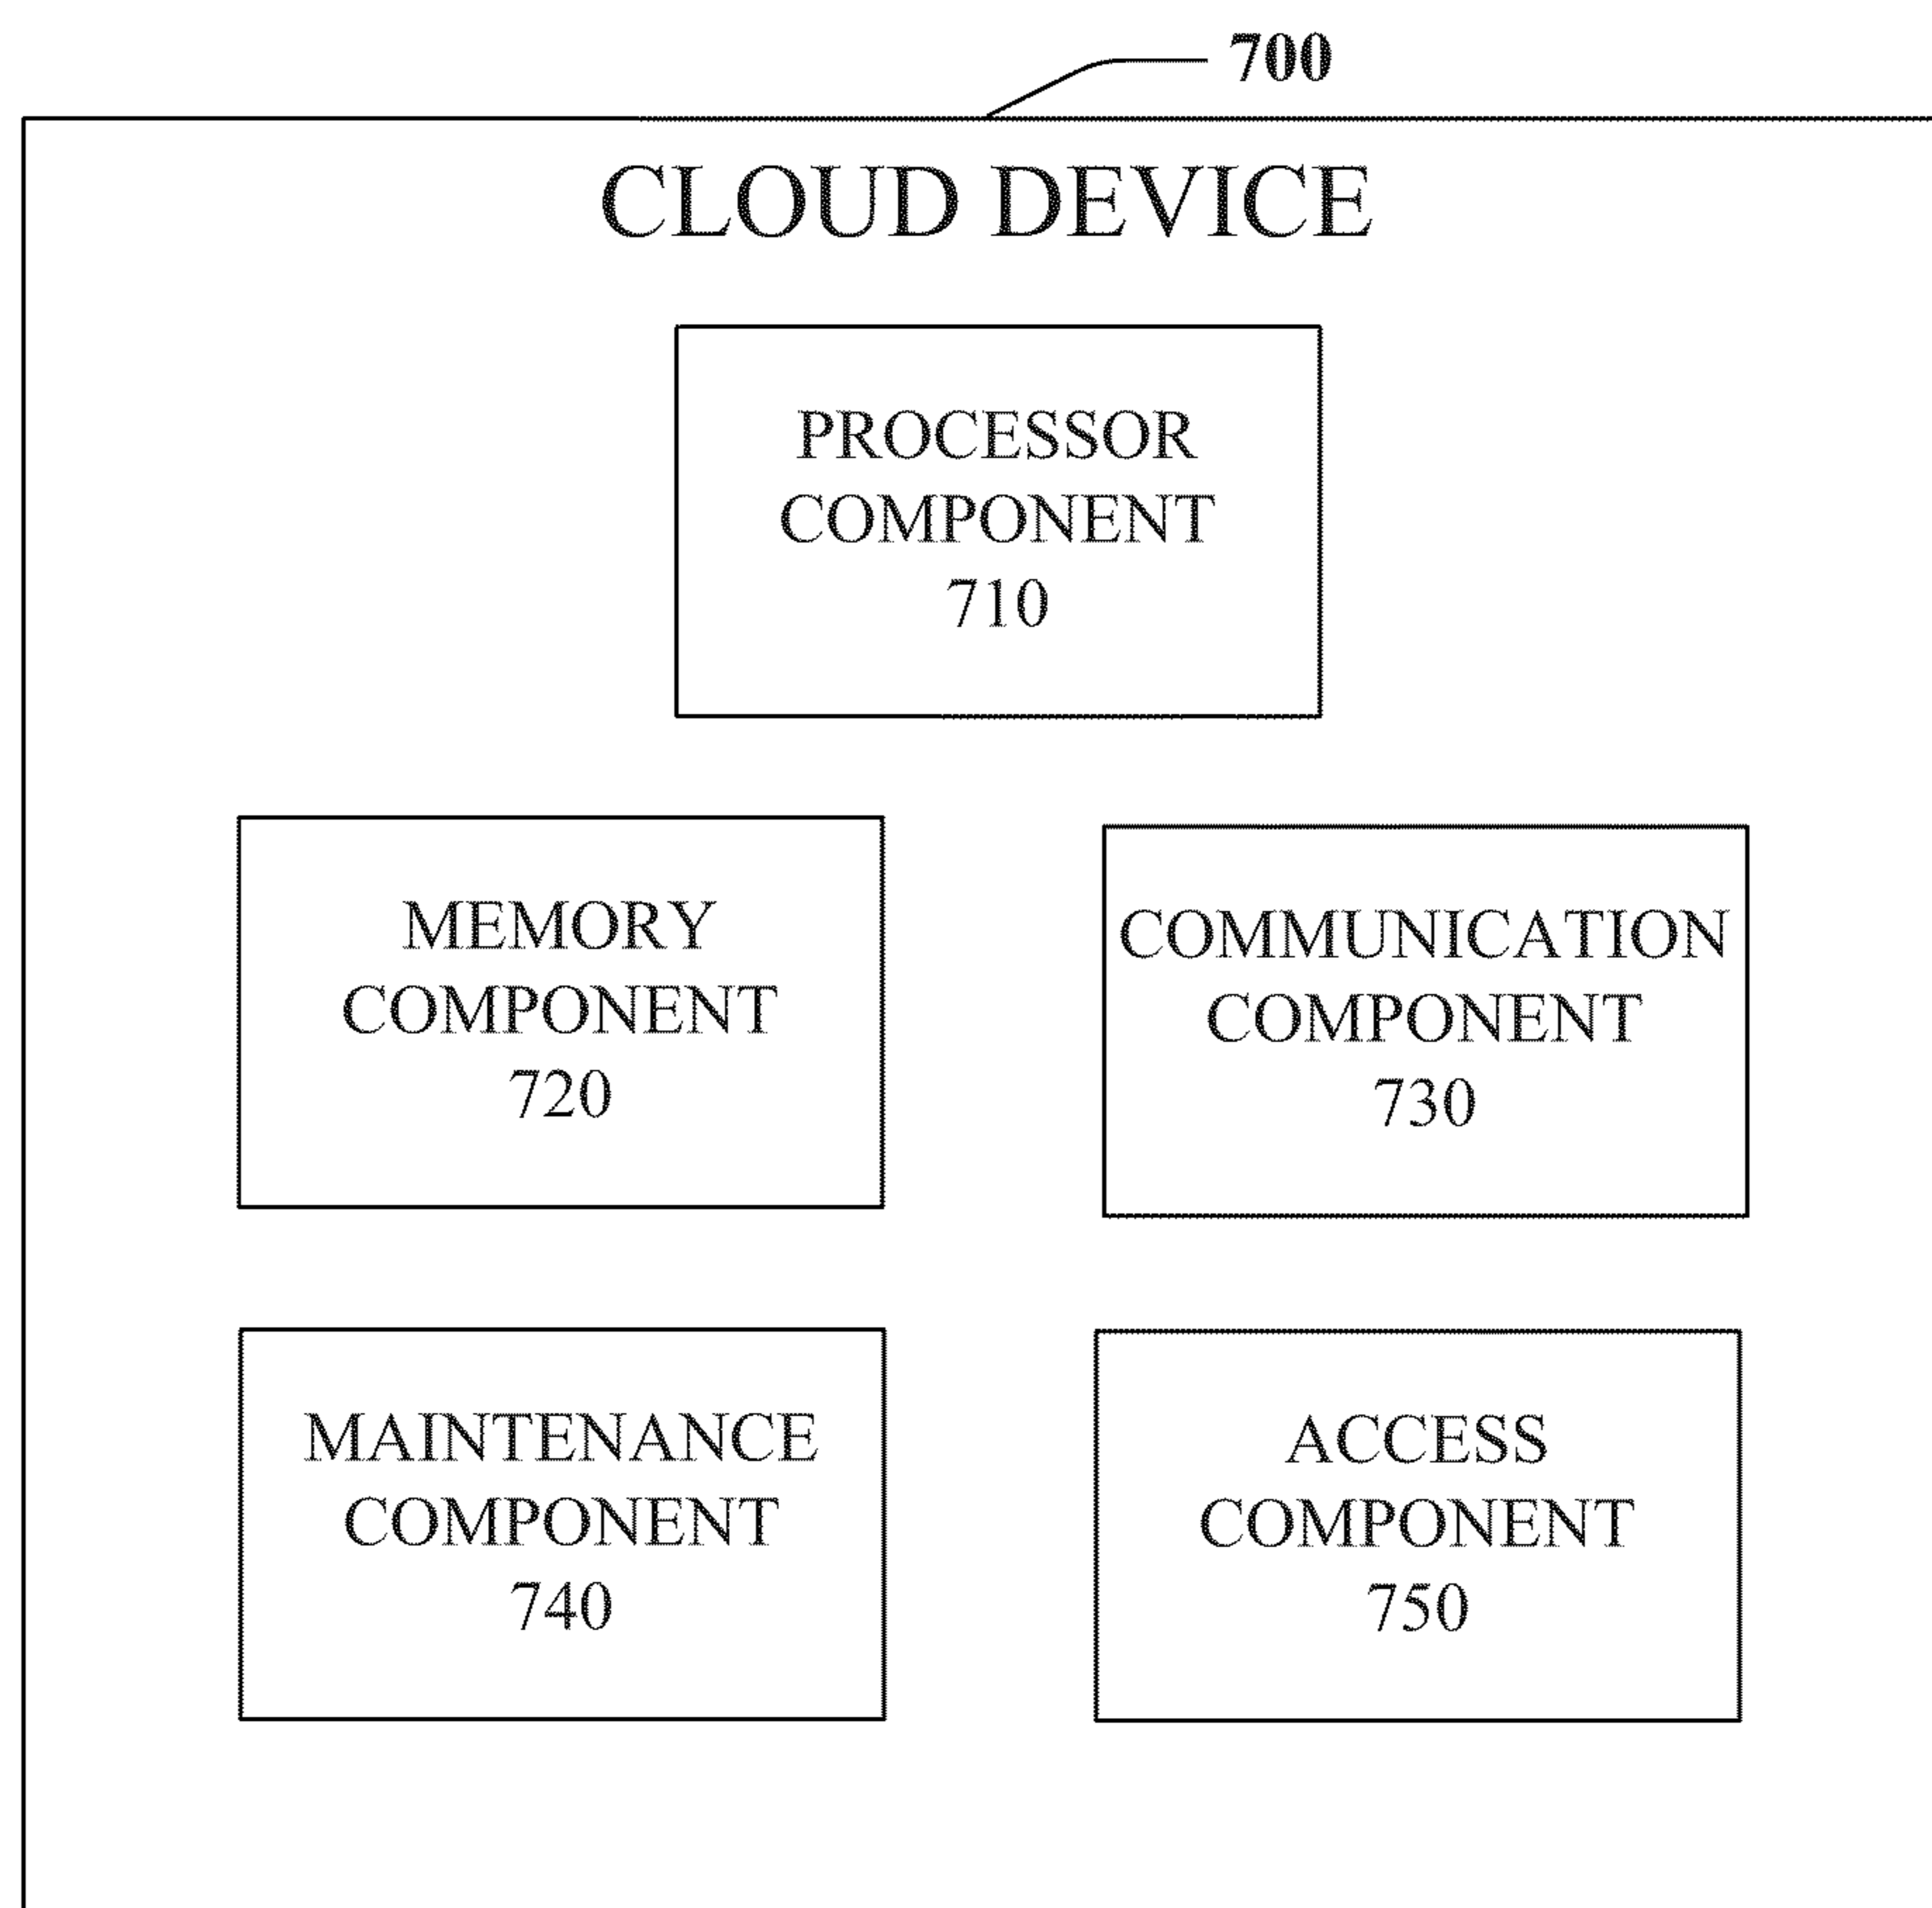 700
CLOUD DEVICE
PROCESSOR
COMPONENT
710
MEMORY
COMPONENT
720
COMMUNICATION
COMPONENT
730
MAINTENANCE
COMPONENT
740
ACCESS
COMPONENT
750